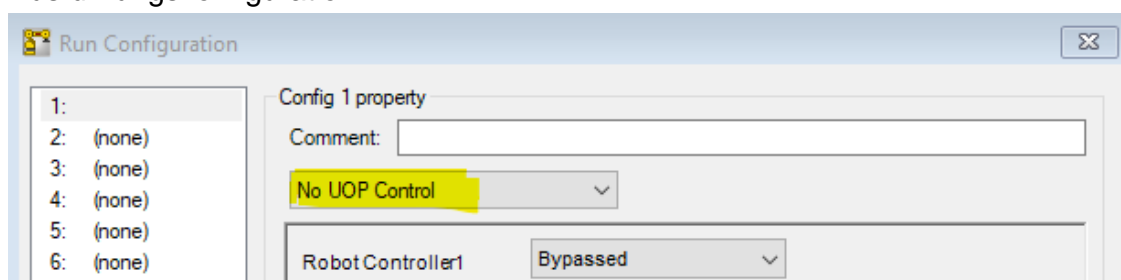 Run Configuration
1:
2: (none)
3: (none)
4: (none)
5: (none)
6: (none)
Config 1 property
Comment:
No UOP Control
Robot Controller1 Bypassed